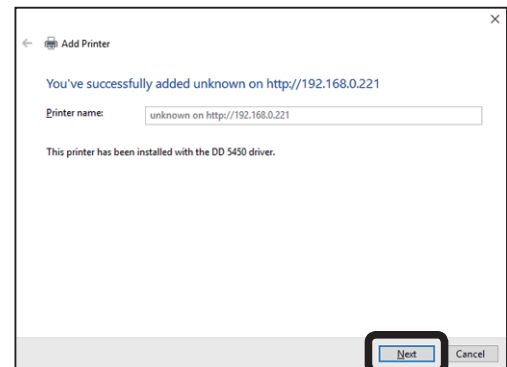 Add Printer
You've successfully added unknown on http://192.168.0.221
Printer name:
unknown on http://192.168.0.221
This printer has been installed with the DD 5450 driver.
Next
Cancel